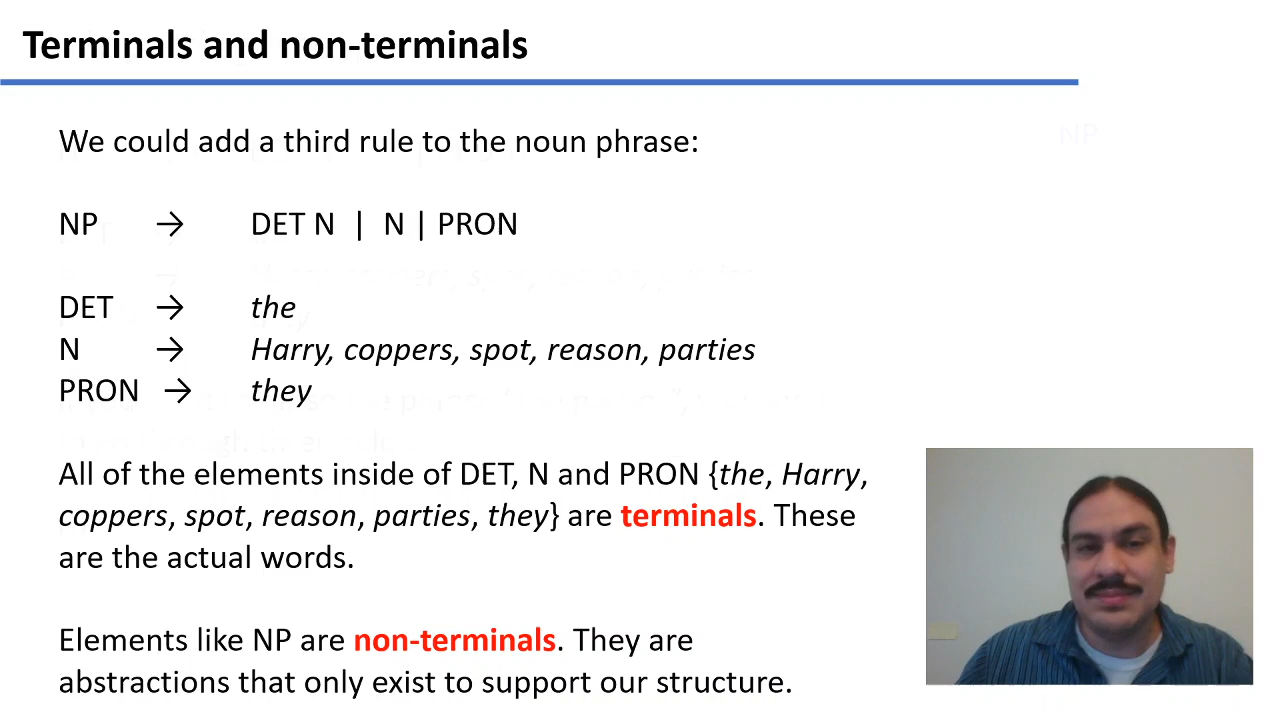 Terminals and non-terminals
We could add a third rule to the noun phrase:
NP → DET N | N | PRON
DET → the
N → Harry, coppers, spot, reason, parties
PRON → they
All of the elements inside of DET, N and PRON {the, Harry,
coppers, spot, reason, parties, they} are terminals. These
are the actual words.
Elements like NP are non-terminals. They are
abstractions that only exist to support our structure.
NP